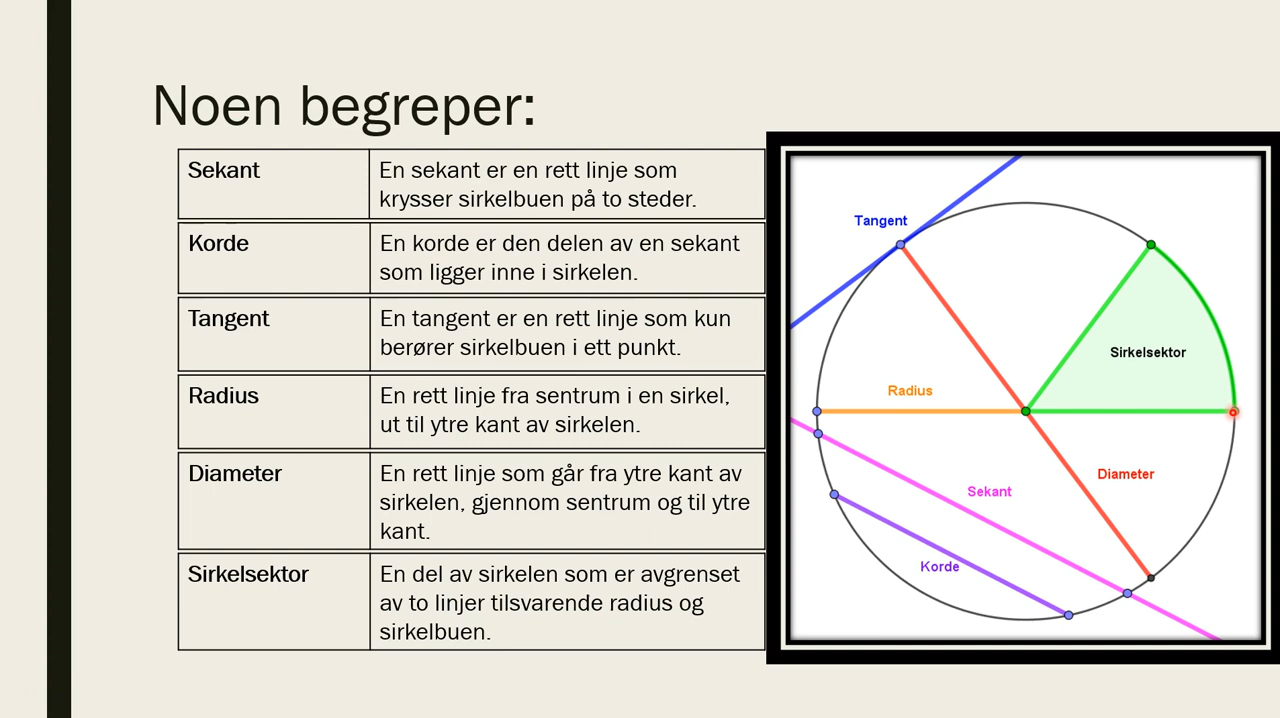 Noen begreper:
Sekant
En sekant er en rett linje som
krysser sirkelbuen på to steder.
Korde
En korde er den delen av en sekant
som ligger inne i sirkelen.
Tangent
En tangent er en rett linje som kun
berører sirkelbuen i ett punkt.
Radius
En rett linje fra sentrum i en sirkel,
ut til ytre kant av sirkelen.
Diameter
En rett linje som går fra ytre kant av
sirkelen, gjennom sentrum og til ytre
kant.
Sirkelsektor
En del av sirkelen som er avgrenset
av to linjer tilsvarende radius og
sirkelbuen.
Tangent
Sirkelsektor
Radius
Diameter
Sekant
Korde